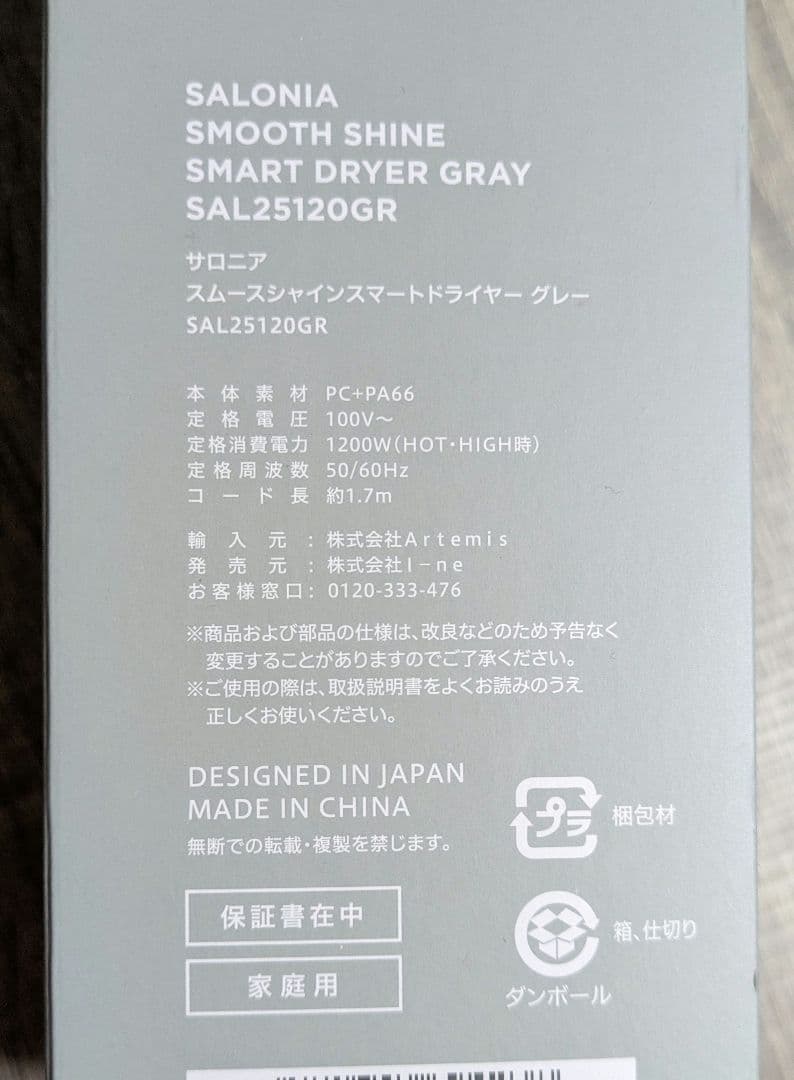 SALONIA
SMOOTH SHINE
SMART DRYER GRAY
SAL25120GR
サロニア
スムースシャインスマートドライヤー グレー
SAL25120GR
本体素材 PC+PA66
定格電圧 100V〜
定格消費電力 1200W(HOT・HIGH時)
定格周波数 50/60Hz
コード長 約1.7m
輸入元：株式会社Artemis
発売元：株式会社I-ne
お客様窓口：0120-333-476
※商品および部品の仕様は、改良などのため予告なく
変更することがありますのでご了承ください。
※ご使用の際は、取扱説明書をよくお読みのうえ
正しくお使いください。
DESIGNED IN JAPAN
MADE IN CHINA
無断での転載・複製を禁じます。
プラ 梱包材
保証書在中
箱、仕切り
家庭用
ダンボール